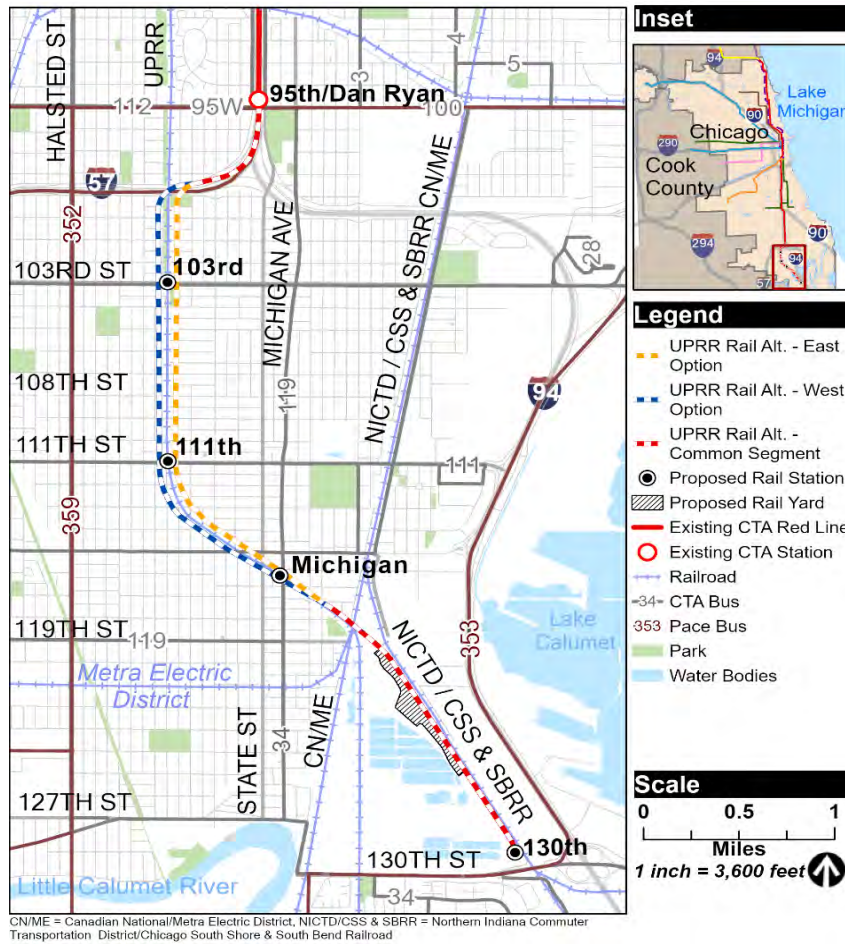 HALSTED ST
UPRR
4
5
3
95th/Dan Ryan
112
95W
100
57
352
MICHIGAN AVE
NICTD / CSS & SBRR CN/ME
28
103RD ST
103rd
94
108TH ST
119
111TH ST
111th
111
359
Michigan
119TH ST
119
353
Lake
Calumet
NICTD / CSS & SBRR
Metra Electric
District
STATE ST
34
CN/ME
127TH ST
130TH ST
130th
34
Little Calumet River
Inset
94
Lake
Michigan
90
Chicago
290
Cook
County
294
90
94
57
Legend
UPRR Rail Alt. - East
Option
UPRR Rail Alt. - West
Option
UPRR Rail Alt. -
Common Segment
Proposed Rail Station
Proposed Rail Yard
Existing CTA Red Line
Existing CTA Station
Railroad
34 CTA Bus
353 Pace Bus
Park
Water Bodies
Scale
0 0.5 1
Miles
1 inch = 3,600 feet
CN/ME = Canadian National/Metra Electric District, NICTD/CSS & SBRR = Northern Indiana Commuter
Transportation District/Chicago South Shore & South Bend Railroad